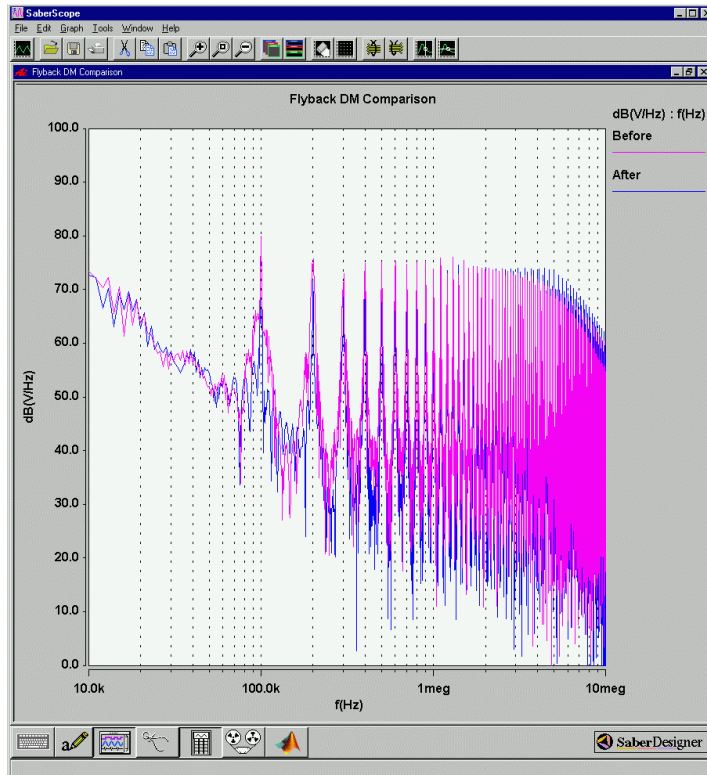 SaberScope
File Edit Graph Tools Window Help
Flyback DM Comparison
Flyback DM Comparison
dB(V/Hz) : f(Hz)
Before
After
100.0
90.0
80.0
70.0
60.0
50.0
40.0
30.0
20.0
10.0
0.0
dB(V/Hz)
10.0k
100.0k
1meg
10meg
f(Hz)
a
SaberDesigner